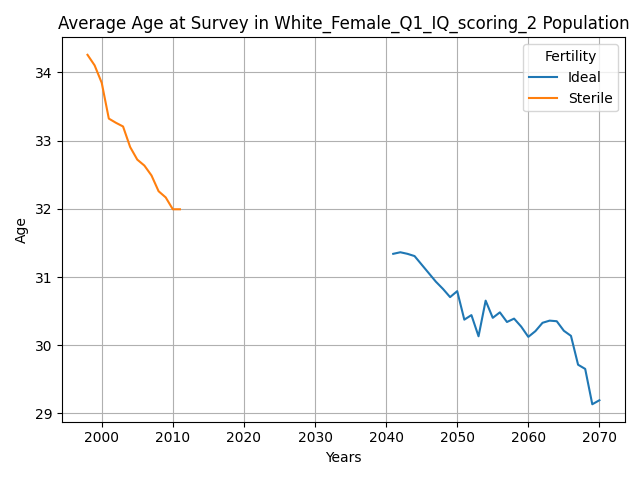 Average Age at Survey in White_Female_Q1_IQ_scoring_2 Population
Fertility
Ideal
Sterile
34
33
32
31
30
29
Age
2000 2010 2020 2030 2040 2050 2060 2070
Years